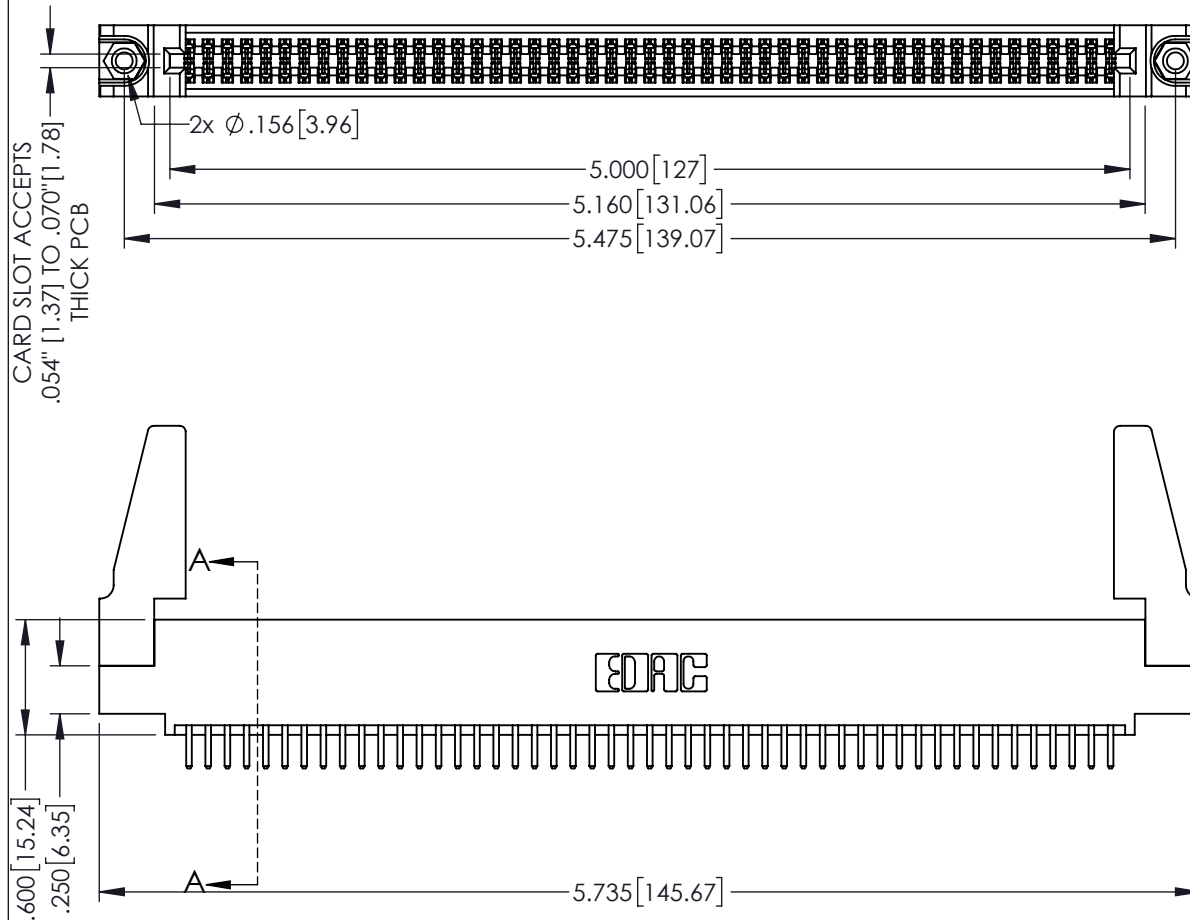 2x Ø.156[3.96]
5.000[127]
5.160[131.06]
5.475[139.07]
CARD SLOT ACCEPTS
.054" [1.37] TO .070"[1.78]
THICK PCB
A
EDAC
.600[15.24]
.250[6.35]
A
5.735[145.67]